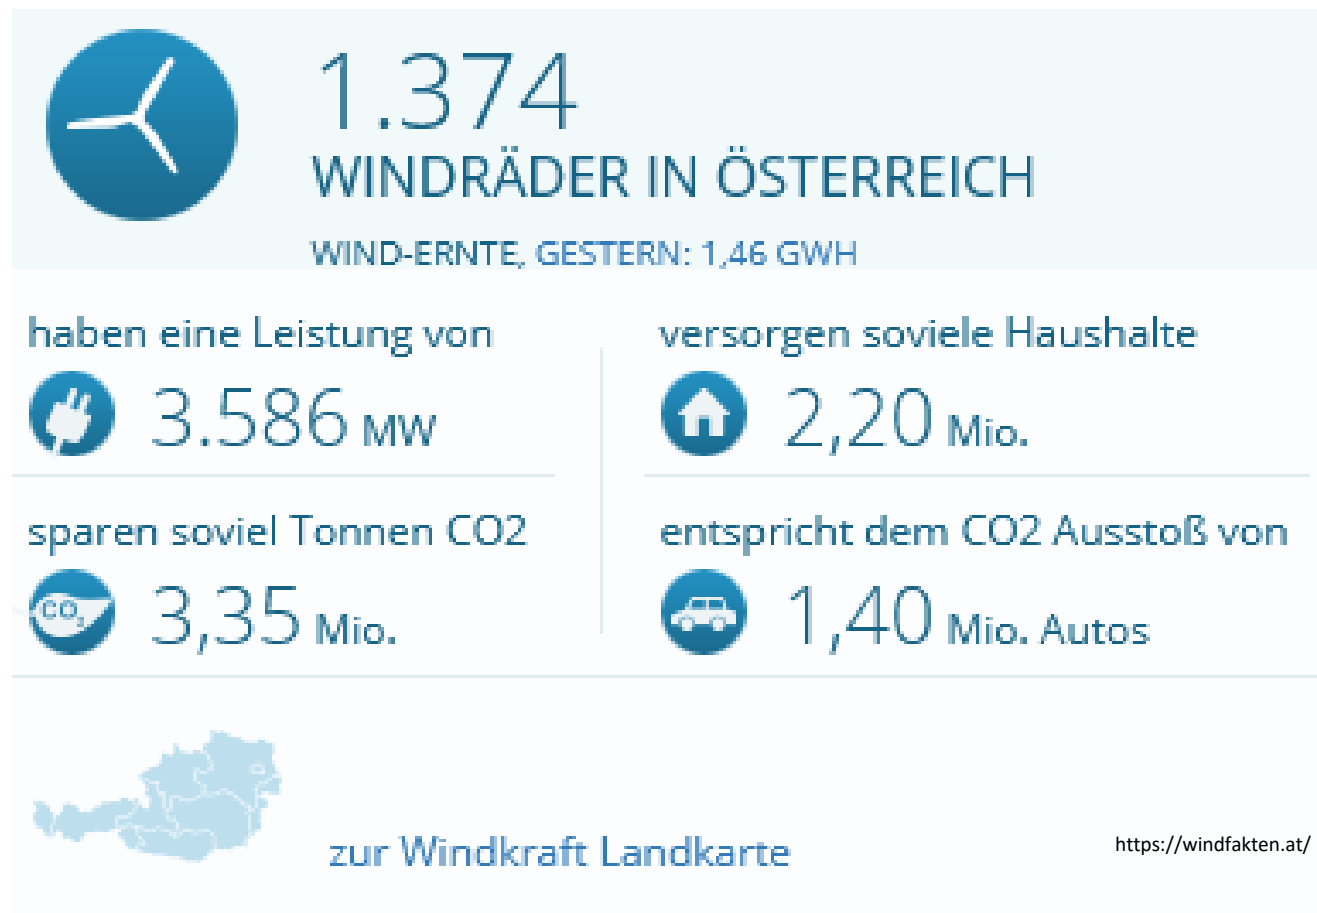 1.374
WINDRÄDER IN ÖSTERREICH
WIND-ERNTE, GESTERN: 1,46 GWH
haben eine Leistung von
3.586 MW
versorgen soviele Haushalte
2,20 Mio.
sparen soviel Tonnen CO2
CO₂
3,35 Mio.
entspricht dem CO2 Ausstoß von
1,40 Mio. Autos
zur Windkraft Landkarte
https://windfakten.at/